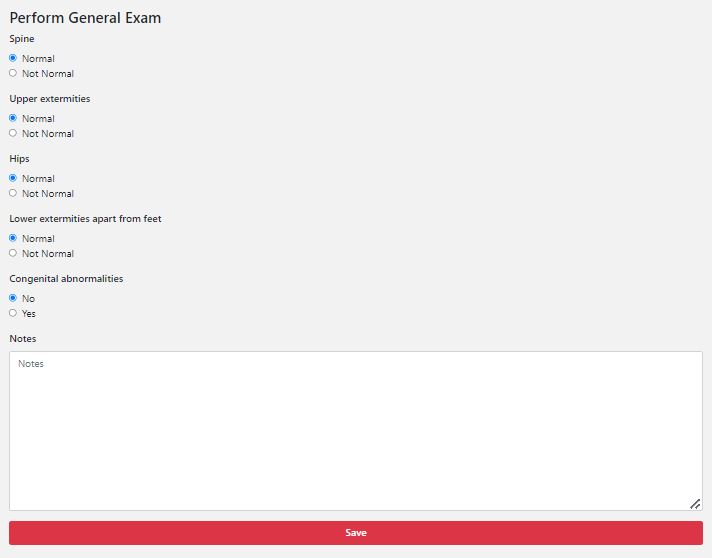 Perform General Exam
Spine
Normal
Not Normal
Upper extermities
Normal
Not Normal
Hips
Normal
Not Normal
Lower extermities apart from feet
Normal
Not Normal
Congenital abnormalities
No
Yes
Notes
Notes
Save